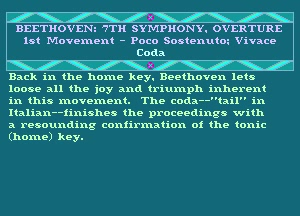 BEETHOVEN: 7TH SYMPHONY, OVERTURE
1st Movement - Poco Sostenuto; Vivace
Coda
Back in the home key, Beethoven lets
loose all the joy and triumph inherent
in this movement. The coda--"tail" in
Italian--finishes the proceedings with
a resounding confirmation of the tonic
(home) key.